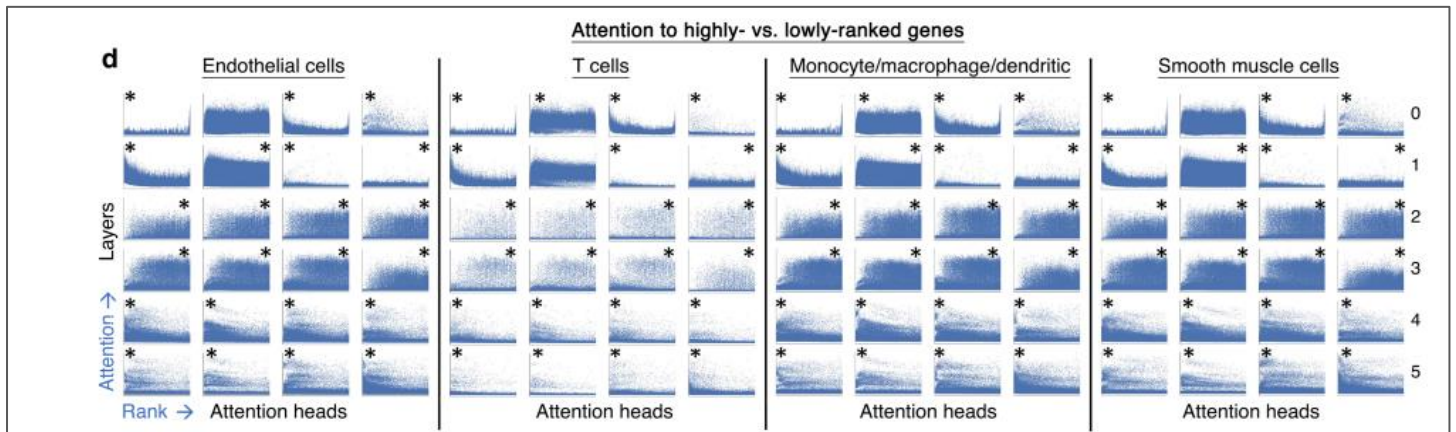 Attention to highly- vs. lowly-ranked genes
d
Endothelial cells
T cells
Monocyte/macrophage/dendritic
Smooth muscle cells
* * * * * * * * * * * * * * 0
* * * * * * * * * * * * * * * 1
* * * * * * * * * * * * * * * * 2
* * * * * * * * * * * * * * * * 3
* * * * * * * * * * * * * * * * 4
* * * * * * * * * * * * * * * * 5
Layers
Attention →
Rank →
Attention heads
Attention heads
Attention heads
Attention heads